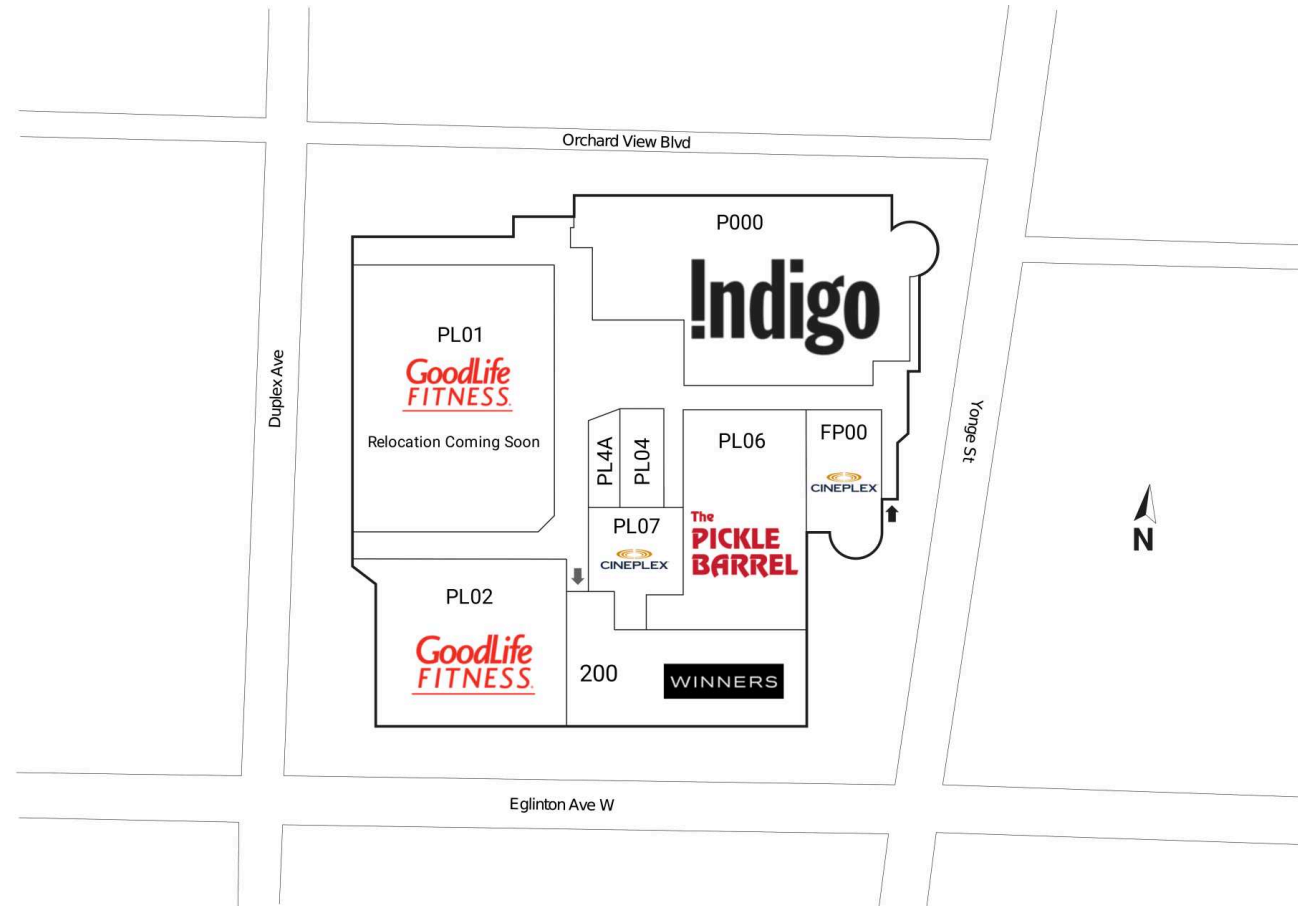 Orchard View Blvd
P000
!ndigo
PL01
GoodLife
FITNESS.
Relocation Coming Soon
Duplex Ave
Yonge St
PL4A
PL04
PL06
FP00
CINEPLEX
The
PICKLE
BARREL
PL07
CINEPLEX
N
PL02
GoodLife
FITNESS.
200
WINNERS
Eglinton Ave W